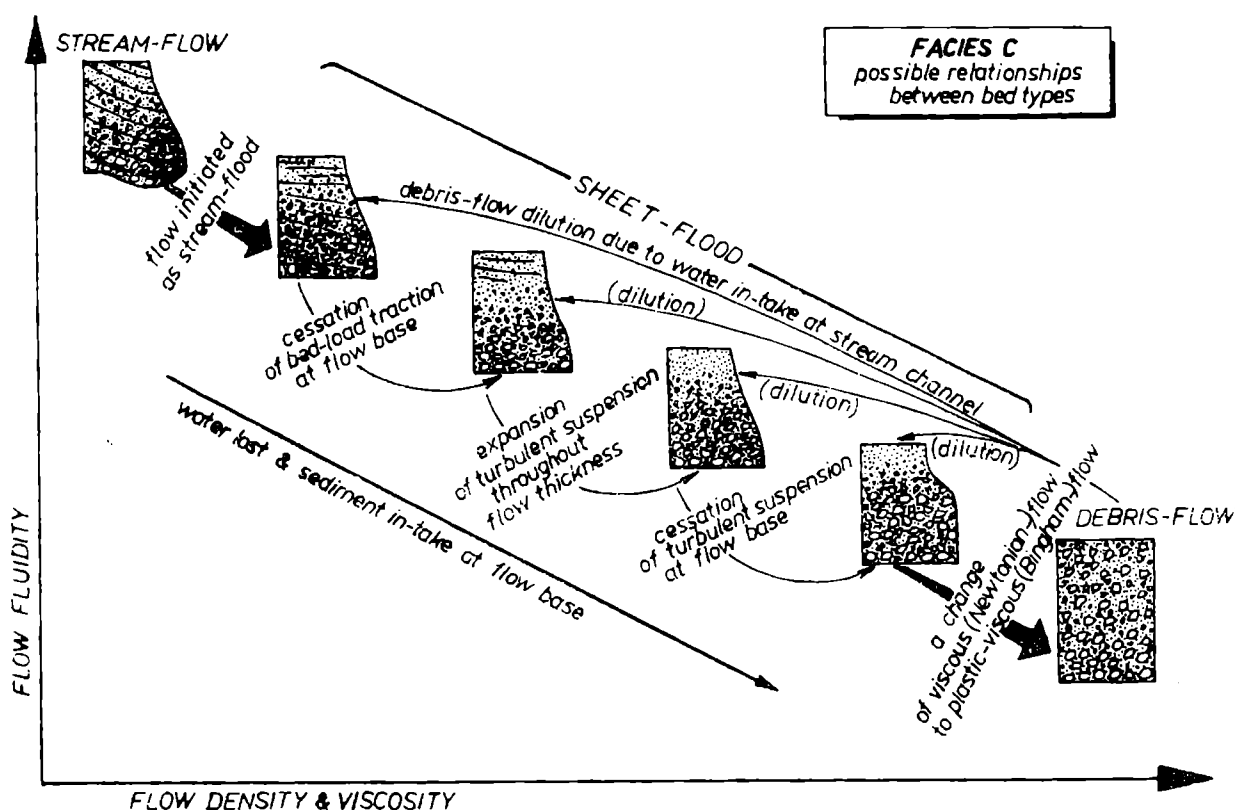 STREAM-FLOW
FACIES C
possible relationships
between bed types
flow initiated
as stream-flood
SHEET-FLOOD
debris-flow dilution due to water in-take at stream channel
(dilution)
(dilution)
(dilution)
cessation
of bed-load traction
at flow base
expansion
of turbulent suspension
throughout
flow thickness
cessation
of turbulent suspension
at flow base
water lost & sediment in-take at flow base
a change
of viscous (Newtonian-)flow
to plastic-viscous (Bingham-)flow
DEBRIS-FLOW
FLOW FLUIDITY
FLOW DENSITY & VISCOSITY